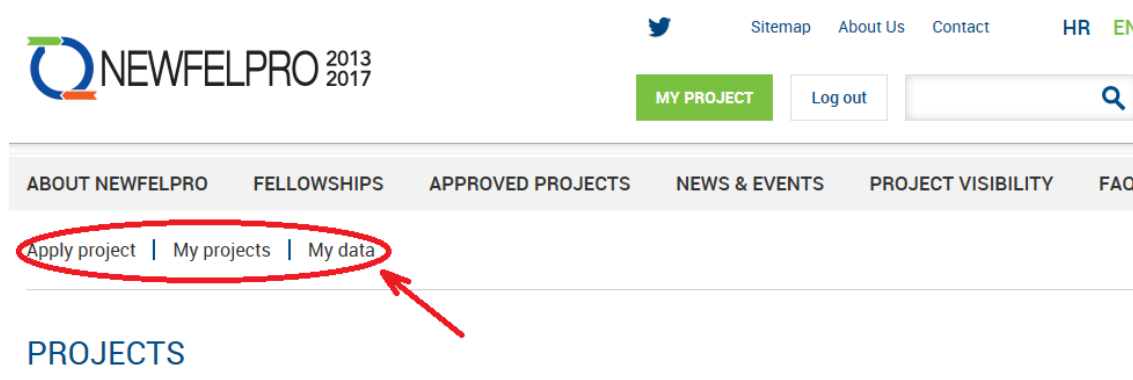 Sitemap About Us Contact HR EN
NEWFELPRO 2013 2017
MY PROJECT Log out
ABOUT NEWFELPRO FELLOWSHIPS APPROVED PROJECTS NEWS & EVENTS PROJECT VISIBILITY FAQ
Apply project | My projects | My data
PROJECTS